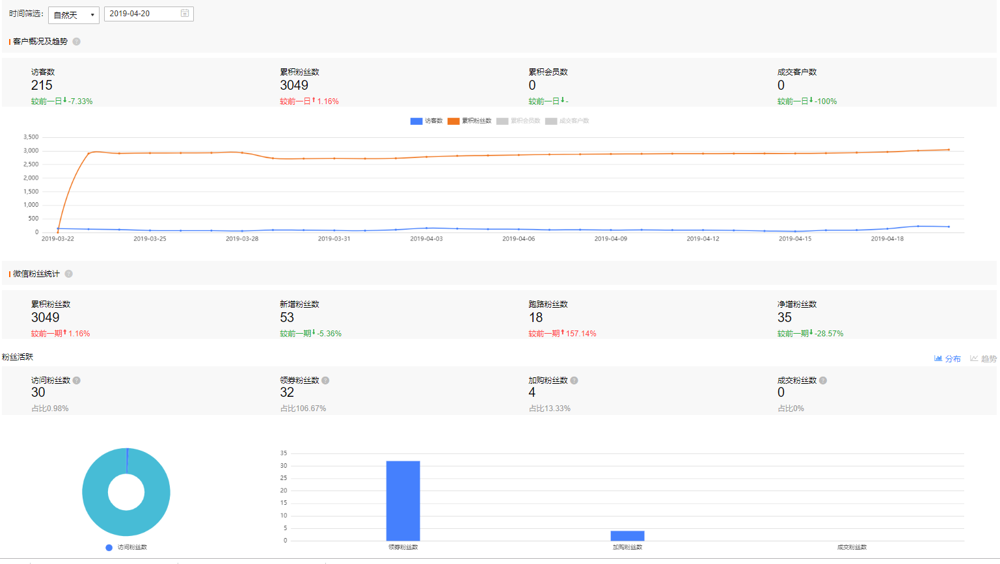 时间筛选: 自然天 2019-04-20
客户概况及趋势 ?
访客数 累积粉丝数 累积会员数 成交客户数
215 3049 0 0
较前一日⬇-7.33% 较前一日⬆1.16% 较前一日⬇- 较前一日⬇-100%
访客数 累积粉丝数 累积会员数 成交客户数
3,500
3,000
2,500
2,000
1,500
1,000
500
0
2019-03-22 2019-03-25 2019-03-28 2019-03-31 2019-04-03 2019-04-06 2019-04-09 2019-04-12 2019-04-15 2019-04-18
微信粉丝统计 ?
累积粉丝数 新增粉丝数 跑路粉丝数 净增粉丝数
3049 53 18 35
较前一期⬆1.16% 较前一期⬇-5.36% 较前一期⬆157.14% 较前一期⬇-28.57%
粉丝活跃 分布 趋势
访问粉丝数 ? 领券粉丝数 ? 加购粉丝数 ? 成交粉丝数 ?
30 32 4 0
占比0.98% 占比106.67% 占比13.33% 占比0%
35
30
25
20
15
10
5
0
访问粉丝数 领券粉丝数 加购粉丝数 成交粉丝数